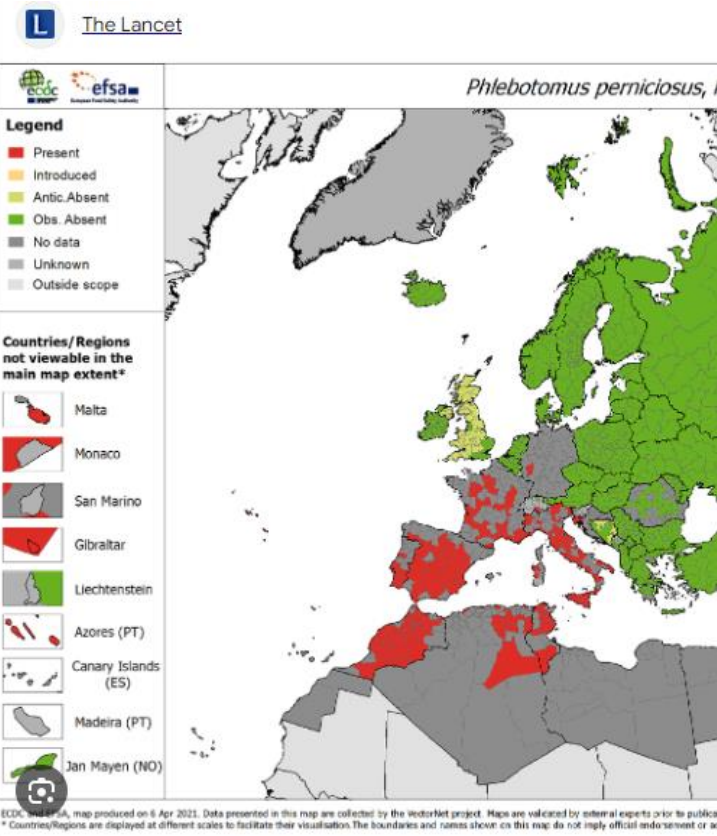 L
The Lancet
ecdc
efsa
European Food Safety Authority
Phlebotomus perniciosus,
Legend
Present
Introduced
Antic.Absent
Obs. Absent
No data
Unknown
Outside scope
Countries/Regions
not viewable in the
main map extent*
Malta
Monaco
San Marino
Gibraltar
Liechtenstein
Azores (PT)
Canary Islands
(ES)
Madeira (PT)
Jan Mayen (NO)
ECDC and EFSA, map produced on 6 Apr 2021. Data presented in this map are collected by the VectorNet project. Maps are validated by external experts prior to publica
* Countries/Regions are displayed at different scales to facilitate their visualisation. The boundaries and names shown on this map do not imply official endorsement or a